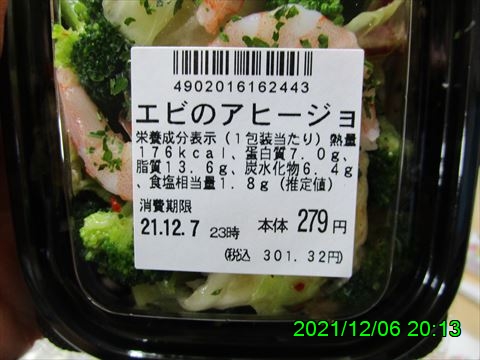 4902016162443
エビのアヒージョ
栄養成分表示(1包装当たり)熱量
176kcal、蛋白質7.0g、
脂質13.6g、炭水化物6.4g
、食塩相当量1.8g(推定値)
消費期限
21.12.7 23時 本体 279円
(税込 301.32円)
2021/12/06 20:13